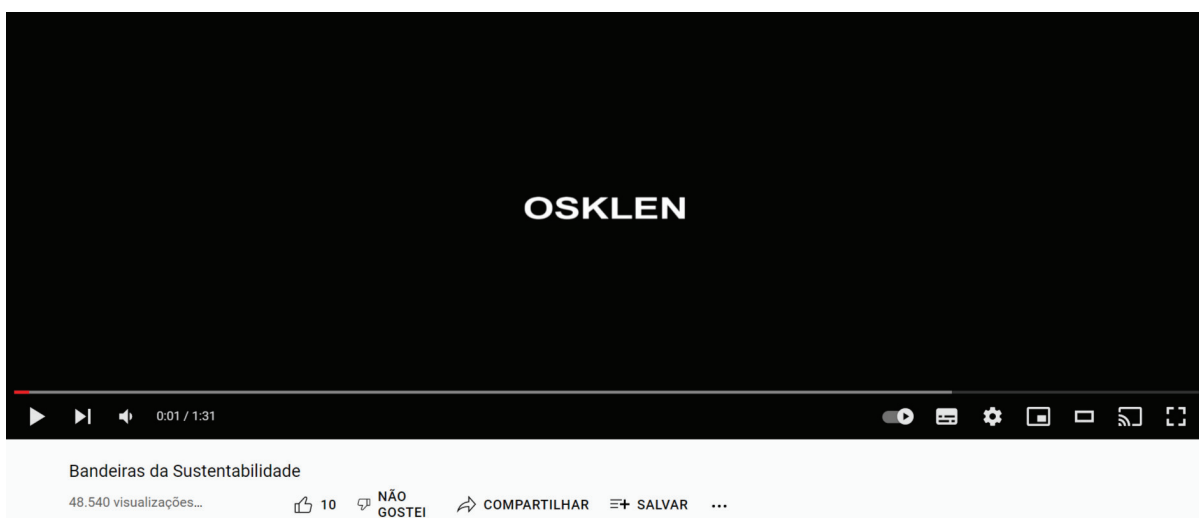 OSKLEN
0:01 / 1:31
Bandeiras da Sustentabilidade
48.540 visualizações... 10 NÃO GOSTEI COMPARTILHAR SALVAR ...